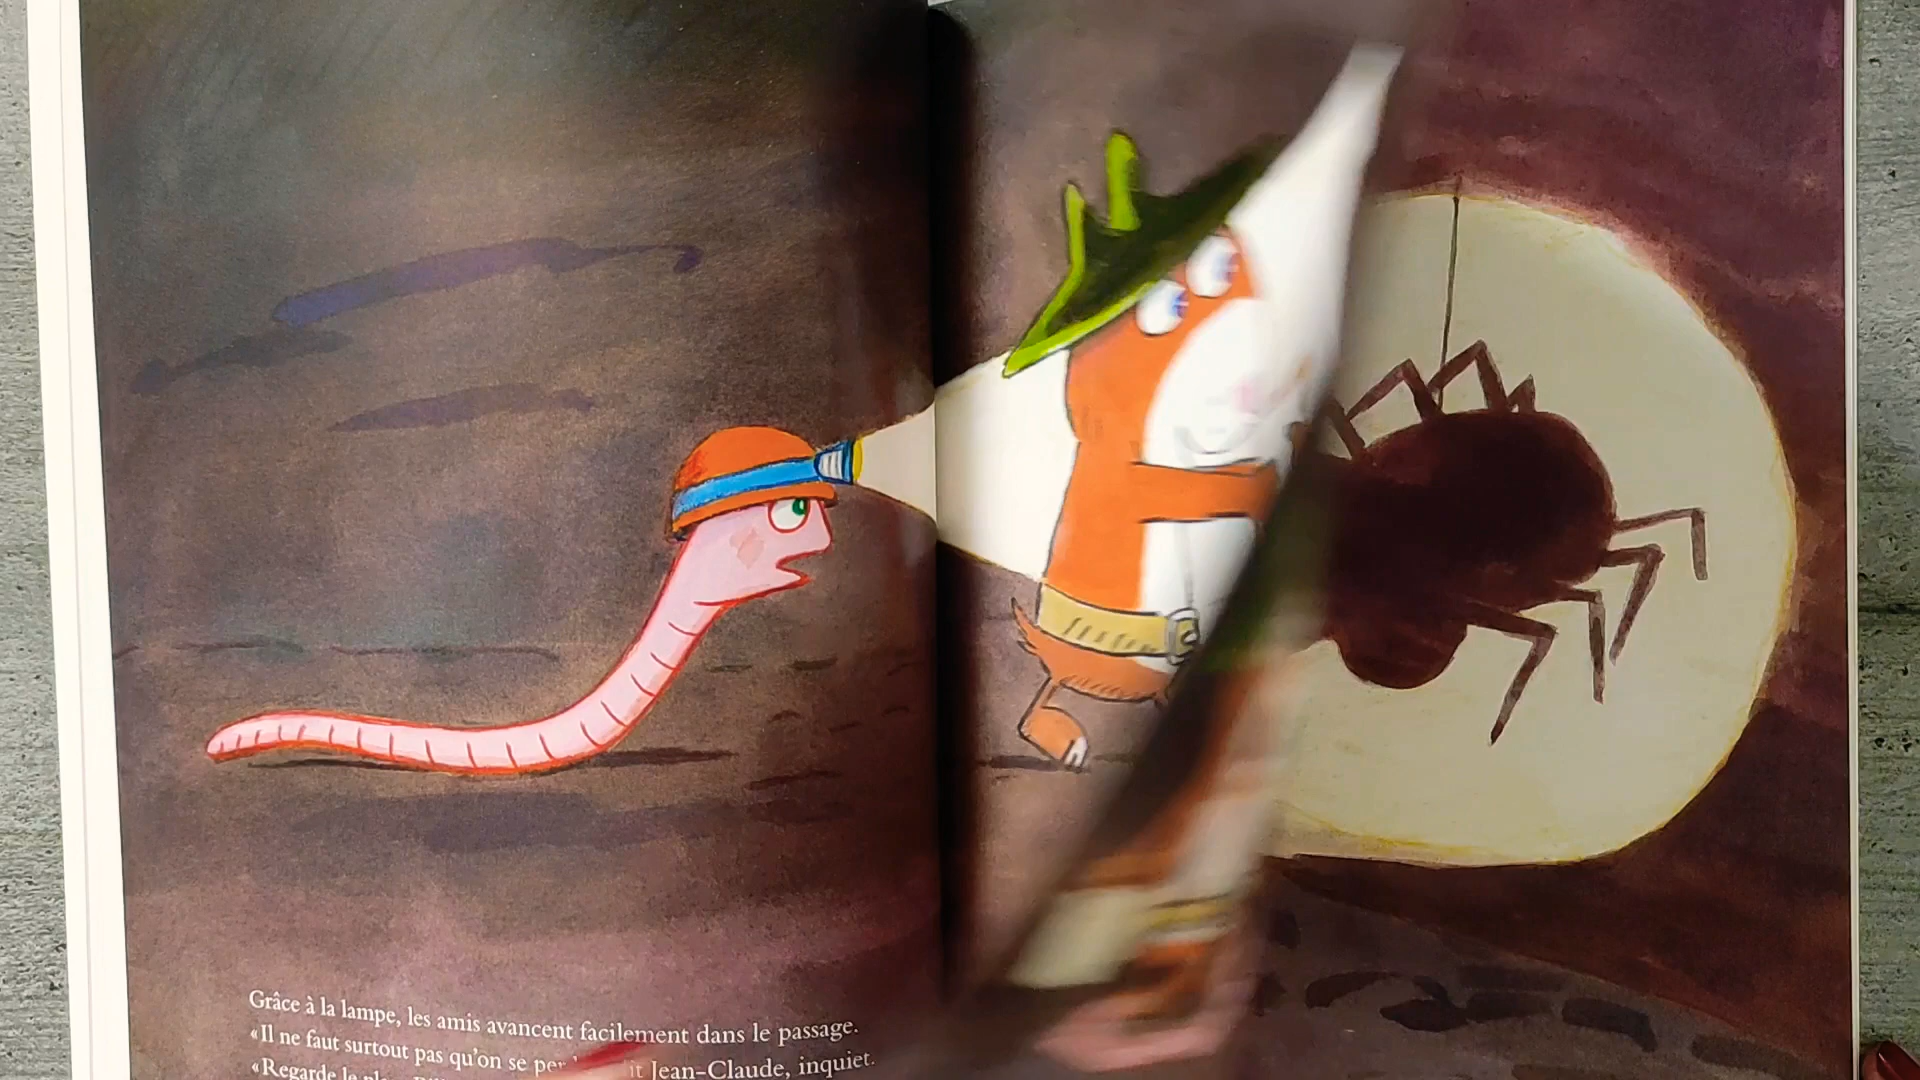 Grâce à la lampe, les amis avancent facilement dans le passage.
«Il ne faut surtout pas qu'on se per it Jean-Claude, inquiet.
«Regarde le